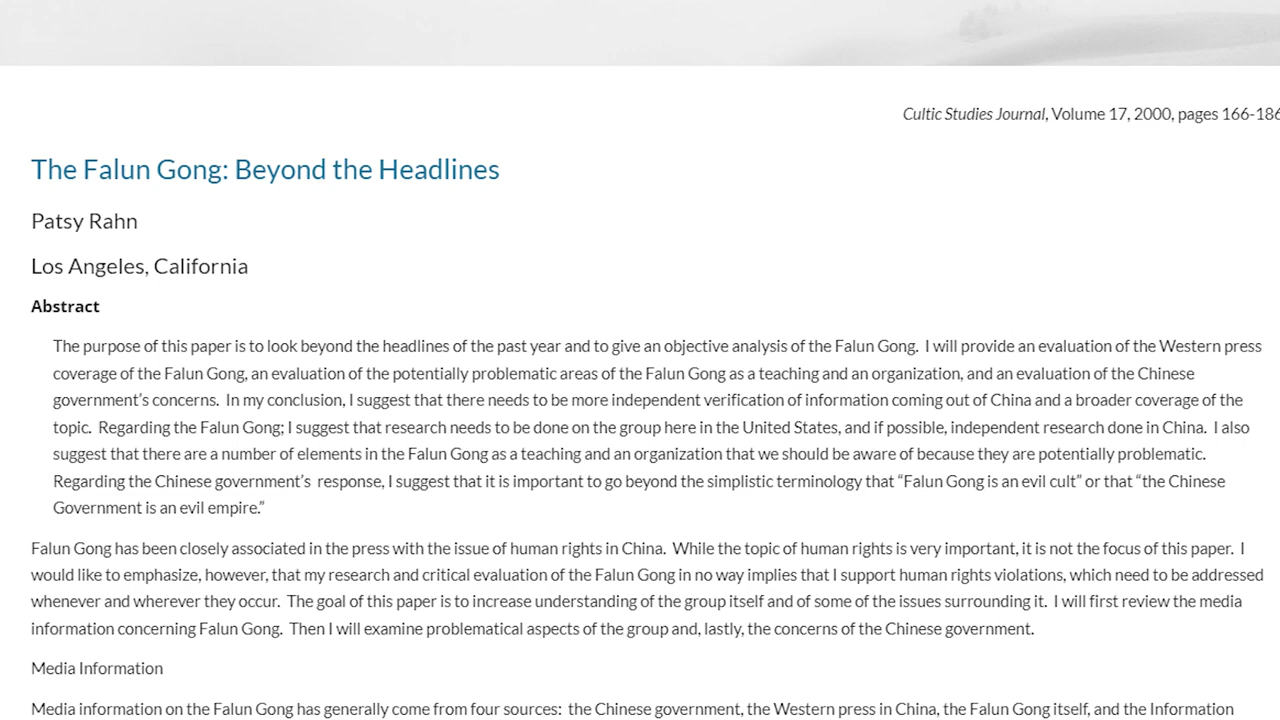 Cultic Studies Journal, Volume 17, 2000, pages 166-186
The Falun Gong: Beyond the Headlines
Patsy Rahn
Los Angeles, California
Abstract
The purpose of this paper is to look beyond the headlines of the past year and to give an objective analysis of the Falun Gong.  I will provide an evaluation of the Western press
coverage of the Falun Gong, an evaluation of the potentially problematic areas of the Falun Gong as a teaching and an organization, and an evaluation of the Chinese
government’s concerns.  In my conclusion, I suggest that there needs to be more independent verification of information coming out of China and a broader coverage of the
topic.  Regarding the Falun Gong; I suggest that research needs to be done on the group here in the United States, and if possible, independent research done in China.  I also
suggest that there are a number of elements in the Falun Gong as a teaching and an organization that we should be aware of because they are potentially problematic.
Regarding the Chinese government’s  response, I suggest that it is important to go beyond the simplistic terminology that “Falun Gong is an evil cult” or that “the Chinese
Government is an evil empire.”
Falun Gong has been closely associated in the press with the issue of human rights in China.  While the topic of human rights is very important, it is not the focus of this paper.  I
would like to emphasize, however, that my research and critical evaluation of the Falun Gong in no way implies that I support human rights violations, which need to be addressed
whenever and wherever they occur.  The goal of this paper is to increase understanding of the group itself and of some of the issues surrounding it.  I will first review the media
information concerning Falun Gong.  Then I will examine problematical aspects of the group and, lastly, the concerns of the Chinese government.
Media Information
Media information on the Falun Gong has generally come from four sources:  the Chinese government, the Western press in China, the Falun Gong itself, and the Information